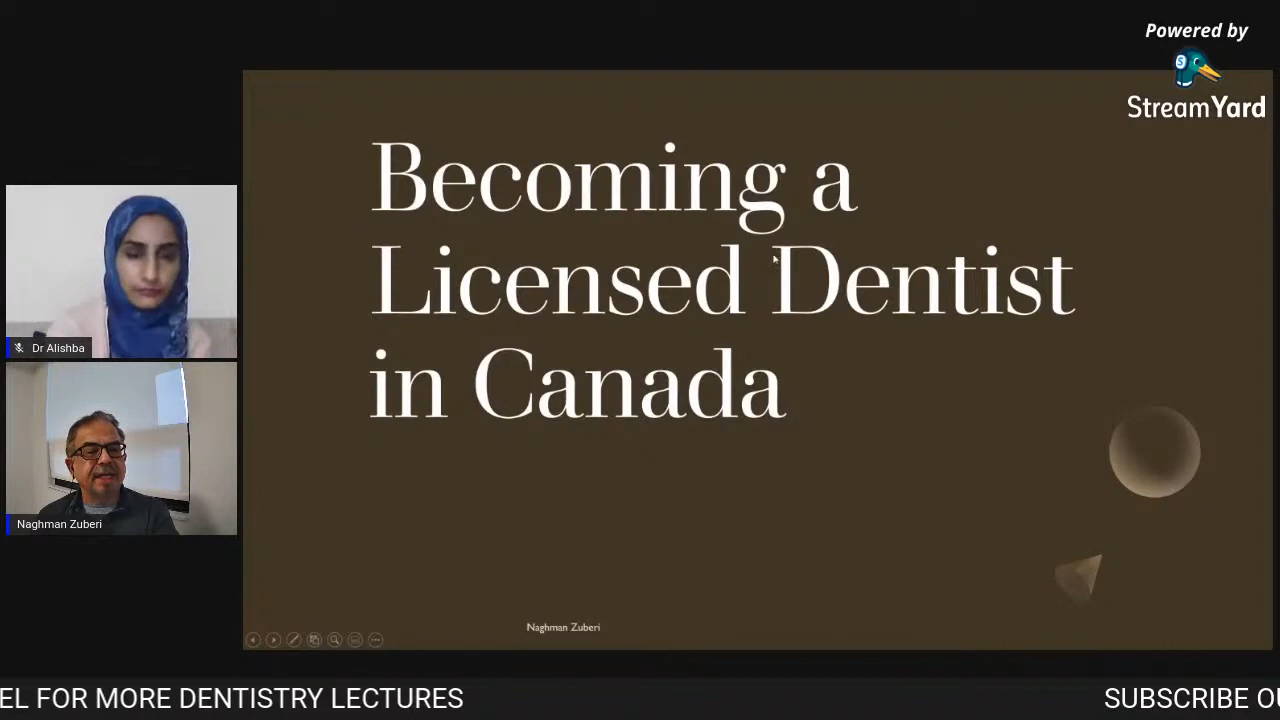 Powered by
StreamYard
Becoming a
Licensed Dentist
in Canada
Dr Alishba
Naghman Zuberi
Naghman Zuberi
EL FOR MORE DENTISTRY LECTURES
SUBSCRIBE OU